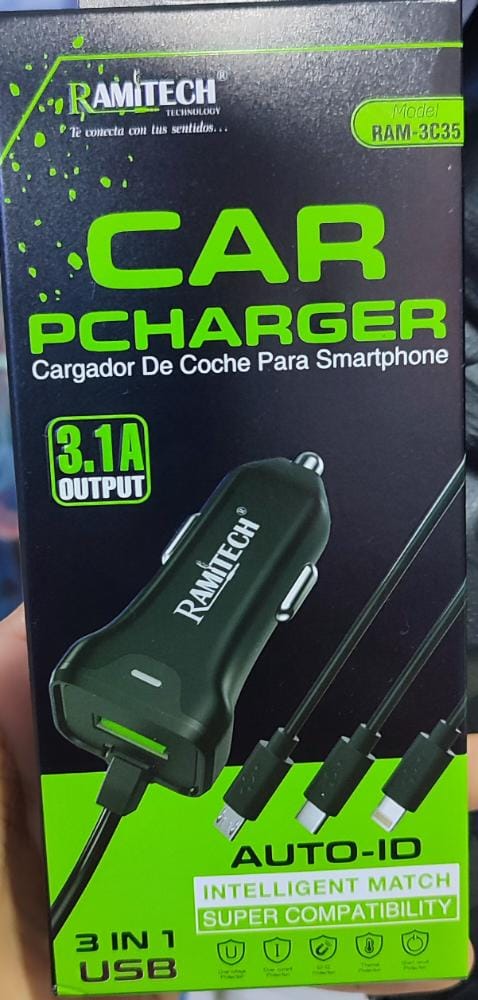 RAMITECH®
TECHNOLOGY
Te conecta con tus sentidos...
Model
RAM-3C35
CAR
PCHARGER
Cargador De Coche Para Smartphone
3.1A
OUTPUT
RAMITECH®
AUTO-ID
INTELLIGENT MATCH
SUPER COMPATIBILITY
3 IN 1
USB